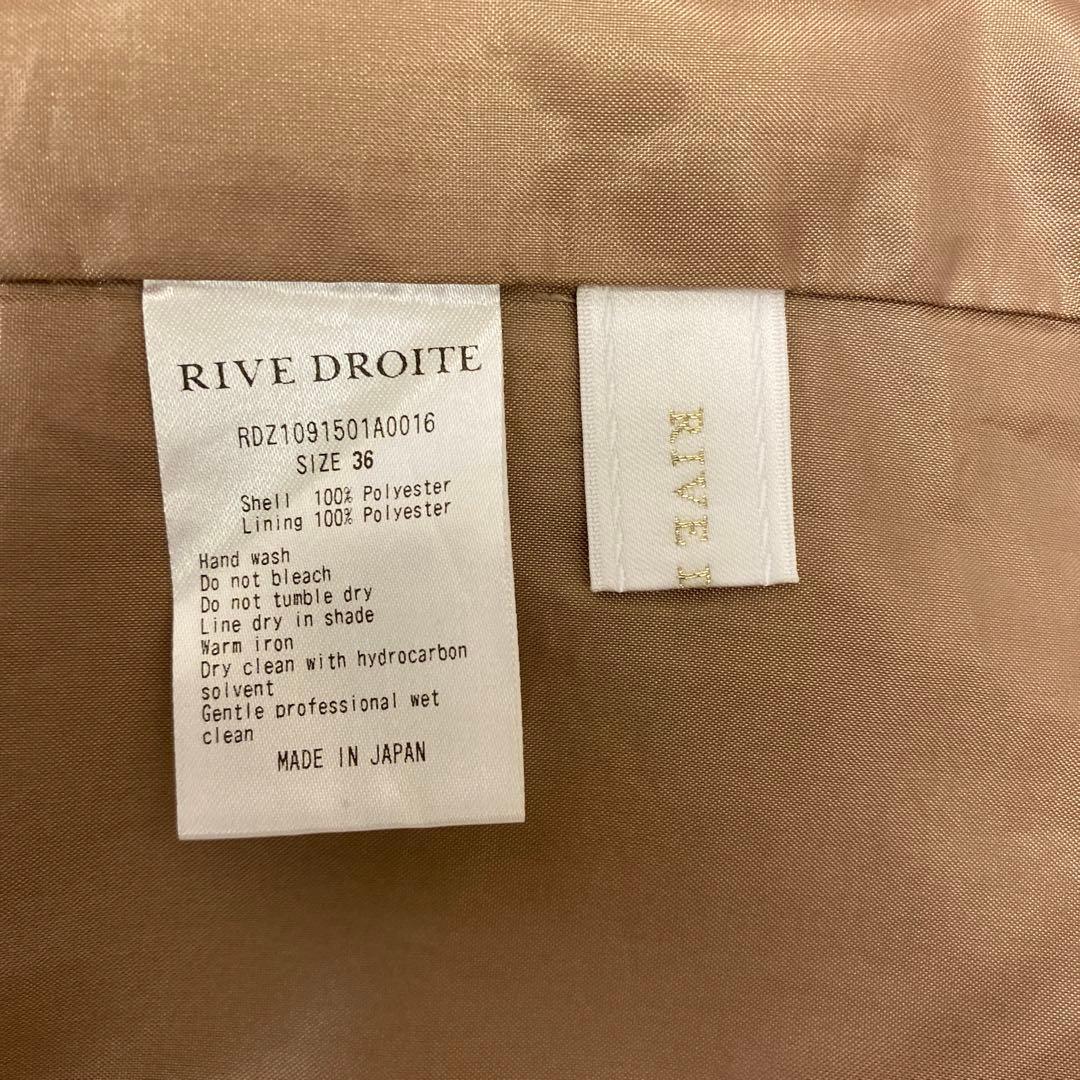 RIVE DROITE
RDZ1091501A0016
SIZE 36
Shell 100% Polyester
Lining 100% Polyester
Hand wash
Do not bleach
Do not tumble dry
Line dry in shade
Warm iron
Dry clean with hydrocarbon
solvent
Gentle professional wet
clean
MADE IN JAPAN
RIVE